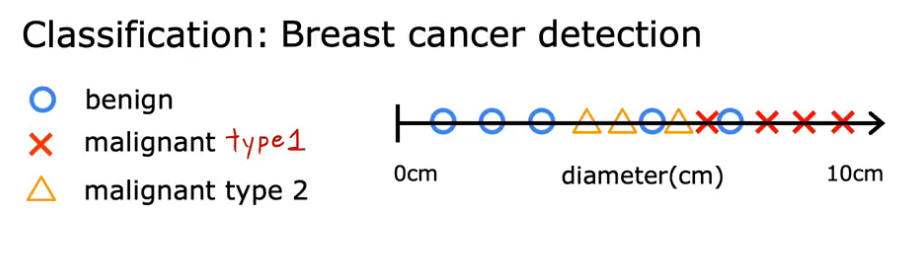 Classification: Breast cancer detection
benign
malignant type1
malignant type 2
0cm
diameter(cm)
10cm